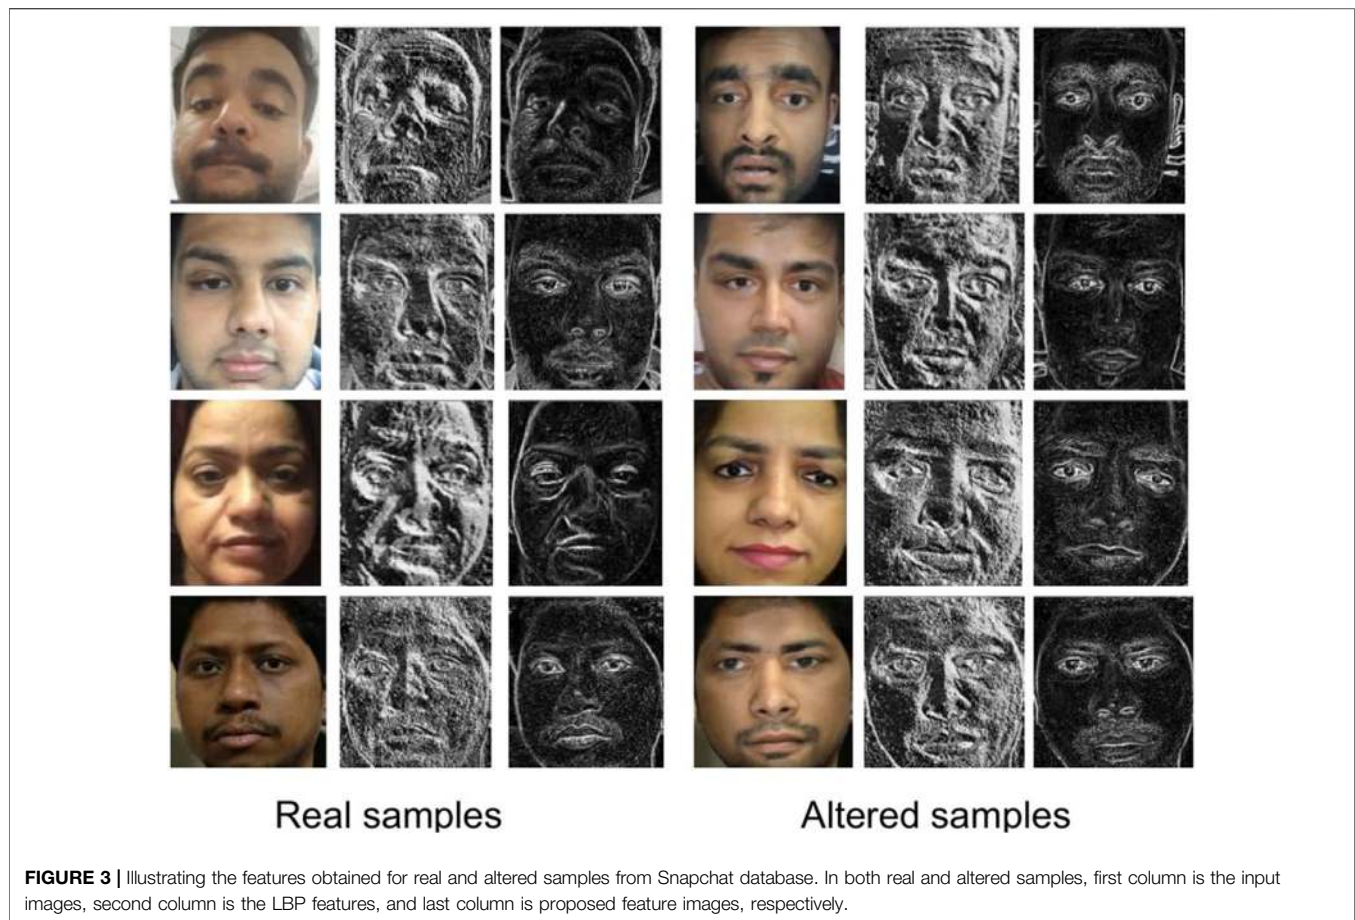 Real samples
Altered samples
FIGURE 3 | Illustrating the features obtained for real and altered samples from Snapchat database. In both real and altered samples, first column is the input
images, second column is the LBP features, and last column is proposed feature images, respectively.